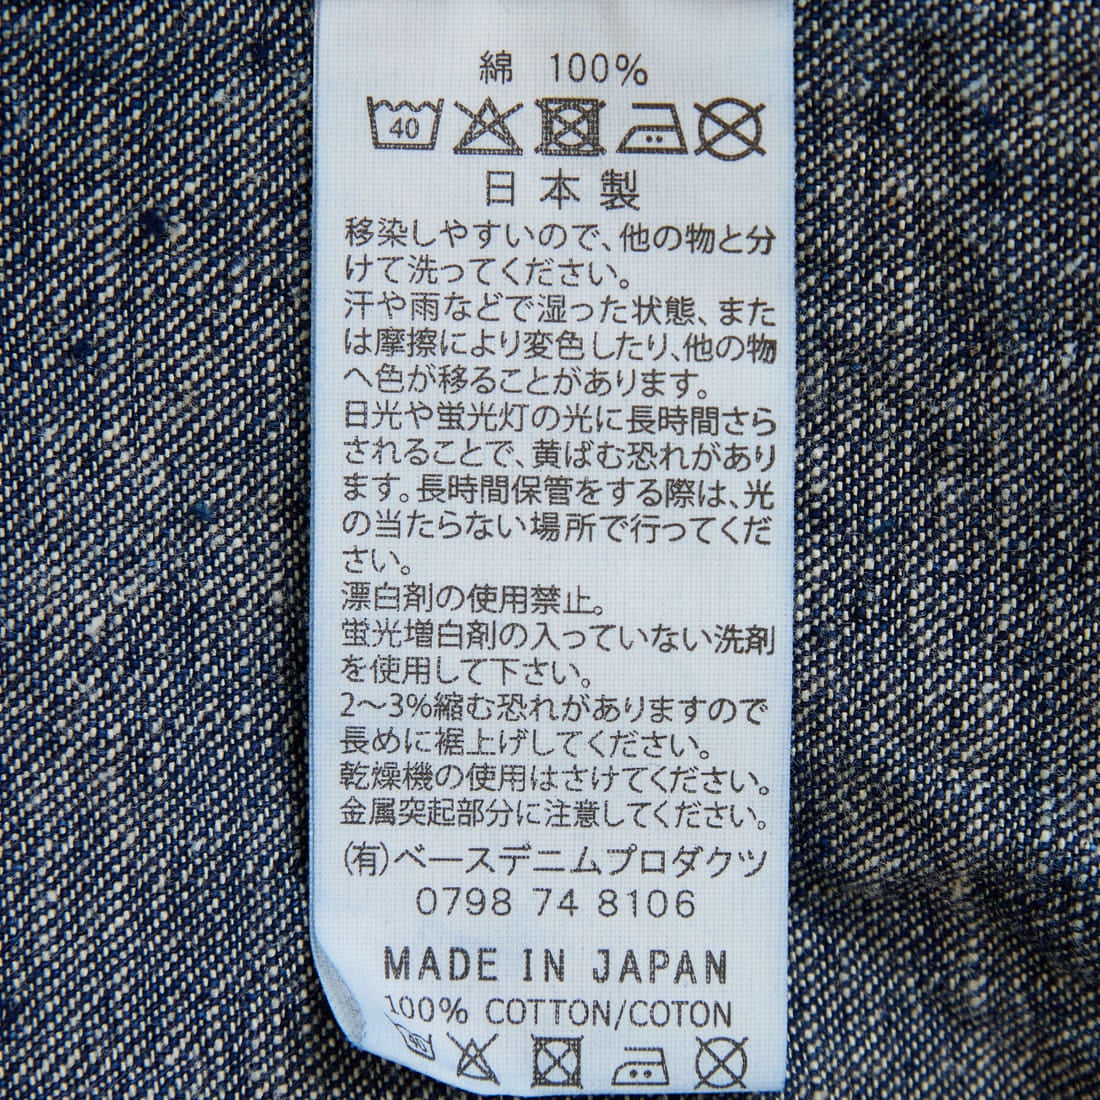 綿 100%
40
日本製
移染しやすいので、他の物と分
けて洗ってください。
汗や雨などで湿った状態、また
は摩擦により変色したり、他の物
へ色が移ることがあります。
日光や蛍光灯の光に長時間さら
されることで、黄ばむ恐れがあり
ます。長時間保管をする際は、光
の当たらない場所で行ってくだ
さい。
漂白剤の使用禁止。
蛍光増白剤の入っていない洗剤
を使用して下さい。
2〜3%縮む恐れがありますので
長めに裾上げしてください。
乾燥機の使用はさけてください。
金属突起部分に注意してください。
(有)ベースデニムプロダクツ
0798 74 8106
MADE IN JAPAN
100% COTTON/COTON